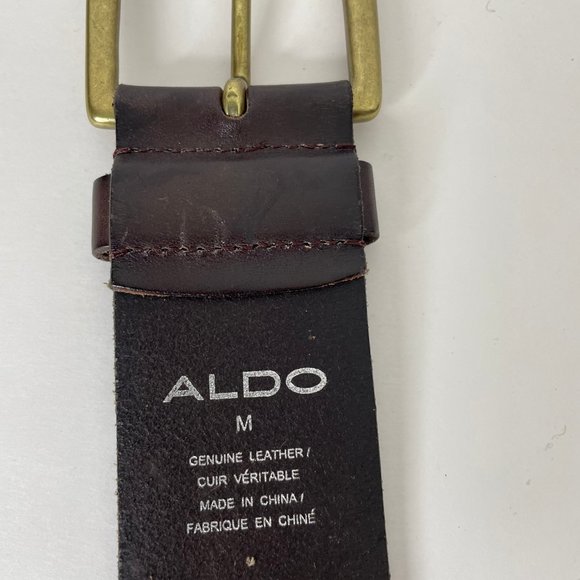 ALDO
M
GENUINE LEATHER/
CUIR VÉRITABLE
MADE IN CHINA/
FABRIQUE EN CHINÉ